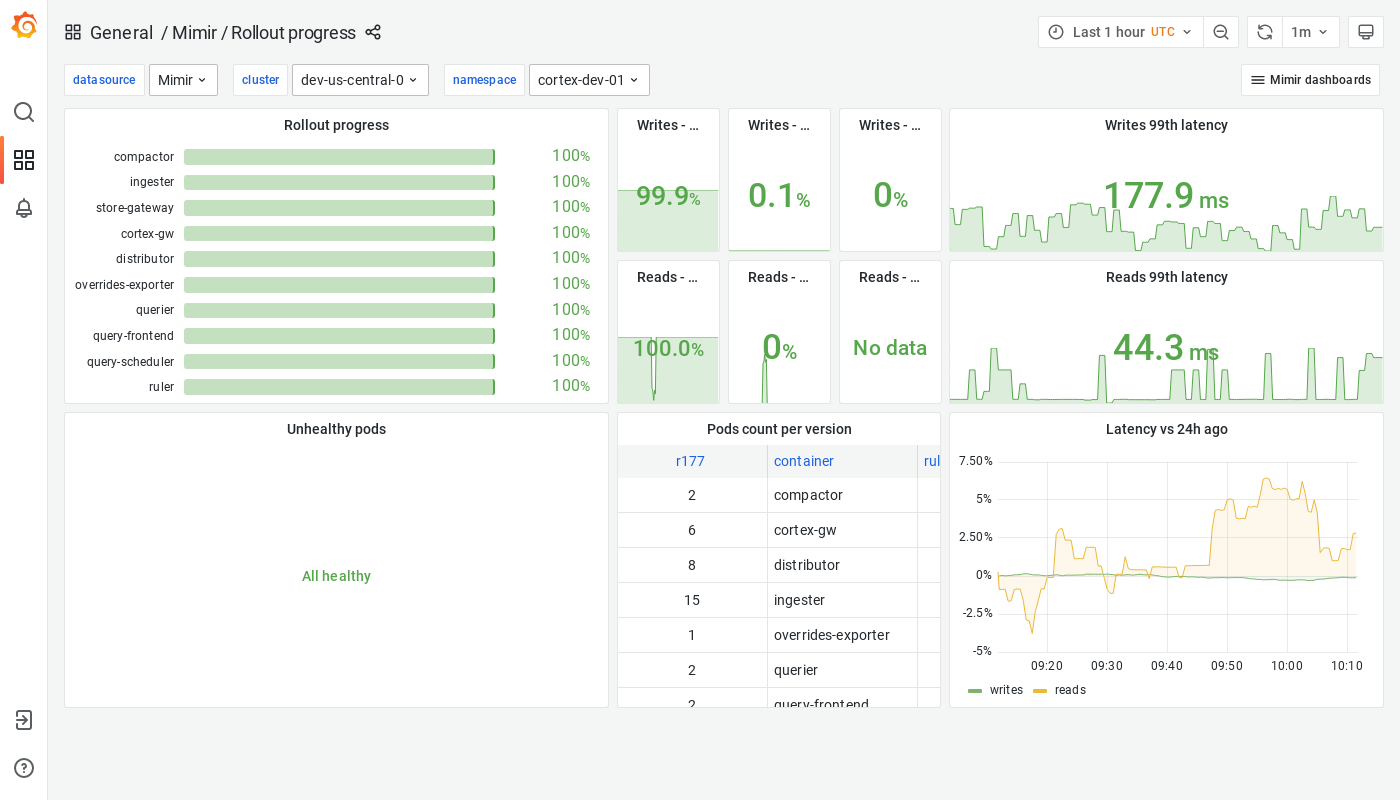 General / Mimir / Rollout progress
Last 1 hour UTC
1m
datasource Mimir cluster dev-us-central-0 namespace cortex-dev-01
Mimir dashboards
Rollout progress
compactor 100%
ingester 100%
store-gateway 100%
cortex-gw 100%
distributor 100%
overrides-exporter 100%
querier 100%
query-frontend 100%
query-scheduler 100%
ruler 100%
Writes - ...
99.9%
Writes - ...
0.1%
Writes - ...
0%
Writes 99th latency
177.9 ms
Reads - ...
100.0%
Reads - ...
0%
Reads - ...
No data
Reads 99th latency
44.3 ms
Unhealthy pods
All healthy
Pods count per version
r177 container rul
2 compactor
6 cortex-gw
8 distributor
15 ingester
1 overrides-exporter
2 querier
2 query-frontend
Latency vs 24h ago
7.50%
5%
2.50%
0%
-2.5%
-5%
09:20 09:30 09:40 09:50 10:00 10:10
writes reads